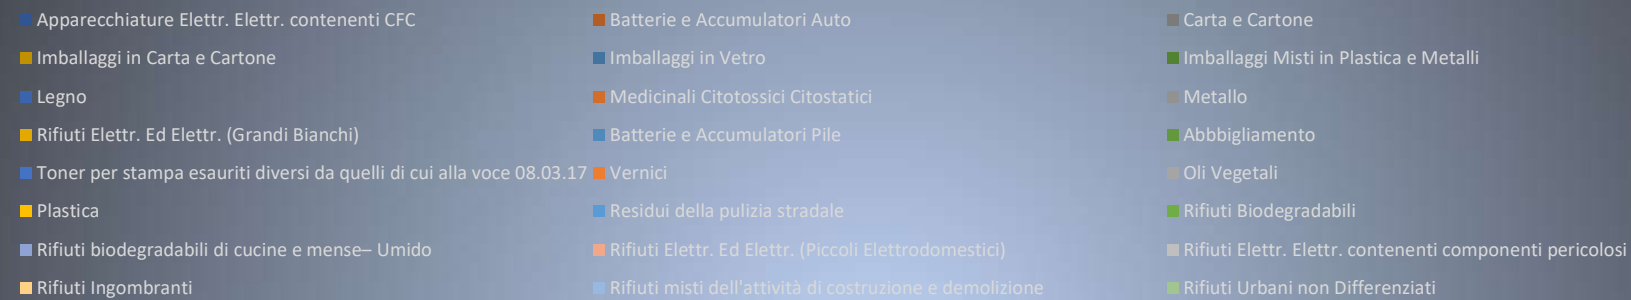 Apparecchiature Elettr. Elettr. contenenti CFC
Batterie e Accumulatori Auto
Carta e Cartone
Imballaggi in Carta e Cartone
Imballaggi in Vetro
Imballaggi Misti in Plastica e Metalli
Legno
Medicinali Citotossici Citostatici
Metallo
Rifiuti Elettr. Ed Elettr. (Grandi Bianchi)
Batterie e Accumulatori Pile
Abbbigliamento
Toner per stampa esauriti diversi da quelli di cui alla voce 08.03.17
Vernici
Oli Vegetali
Plastica
Residui della pulizia stradale
Rifiuti Biodegradabili
Rifiuti biodegradabili di cucine e mense– Umido
Rifiuti Elettr. Ed Elettr. (Piccoli Elettrodomestici)
Rifiuti Elettr. Elettr. contenenti componenti pericolosi
Rifiuti Ingombranti
Rifiuti misti dell'attività di costruzione e demolizione
Rifiuti Urbani non Differenziati